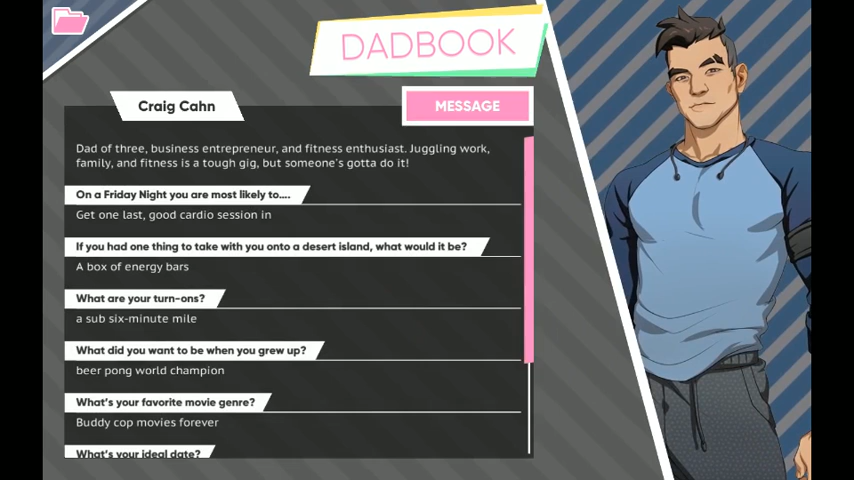 DADBOOK
Craig Cahn
MESSAGE
Dad of three, business entrepreneur, and fitness enthusiast. Juggling work,
family, and fitness is a tough gig, but someone's gotta do it!
On a Friday Night you are most likely to....
Get one last, good cardio session in
If you had one thing to take with you onto a desert island, what would it be?
A box of energy bars
What are your turn-ons?
a sub six-minute mile
What did you want to be when you grew up?
beer pong world champion
What's your favorite movie genre?
Buddy cop movies forever
What's your ideal date?